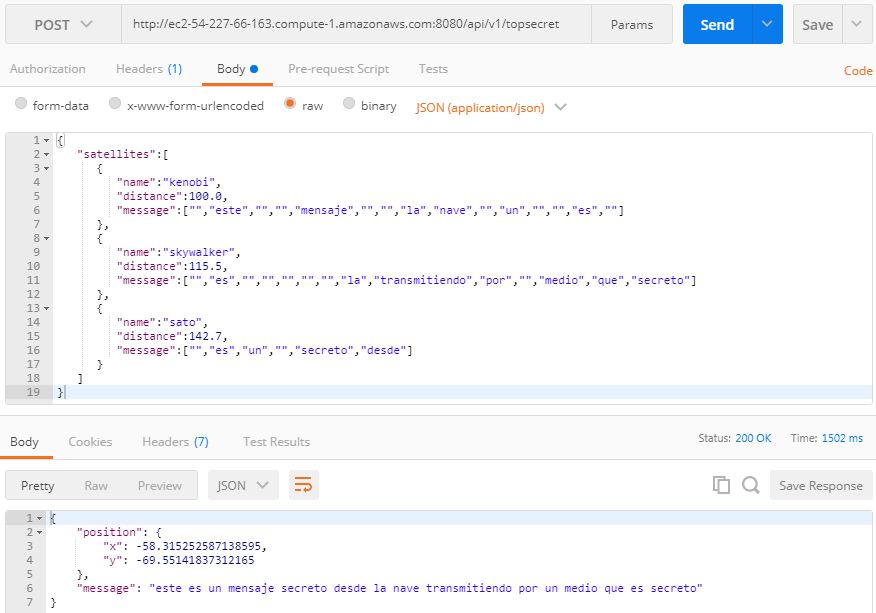 POST http://ec2-54-227-66-163.compute-1.amazonaws.com:8080/api/v1/topsecret Params Send Save
Authorization Headers (1) Body Pre-request Script Tests Code
form-data x-www-form-urlencoded raw binary JSON (application/json)
1 {
2 "satellites":[
3 {
4 "name":"kenobi",
5 "distance":100.0,
6 "message":["","este","","","mensaje","","","la","nave","","un","","","es",""]
7 },
8 {
9 "name":"skywalker",
10 "distance":115.5,
11 "message":["","es","","","","","","la","transmitiendo","por","","medio","que","secreto"]
12 },
13 {
14 "name":"sato",
15 "distance":142.7,
16 "message":["","es","un","","secreto","desde"]
17 }
18 ]
19 }
Body Cookies Headers (7) Test Results Status: 200 OK Time: 1502 ms
Pretty Raw Preview JSON Save Response
1 {
2 "position": {
3 "x": -58.315252587138595,
4 "y": -69.55141837312165
5 },
6 "message": "este es un mensaje secreto desde la nave transmitiendo por un medio que es secreto"
7 }